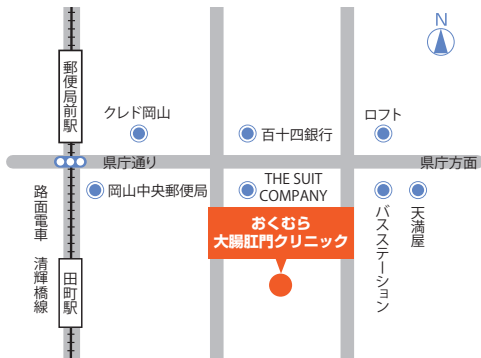 N
郵便局前駅
クレド岡山
百十四銀行
ロフト
県庁通り
県庁方面
岡山中央郵便局
THE SUIT
COMPANY
バスステーション
天満屋
路面電車 清輝橋線
おくむら
大腸肛門クリニック
田町駅